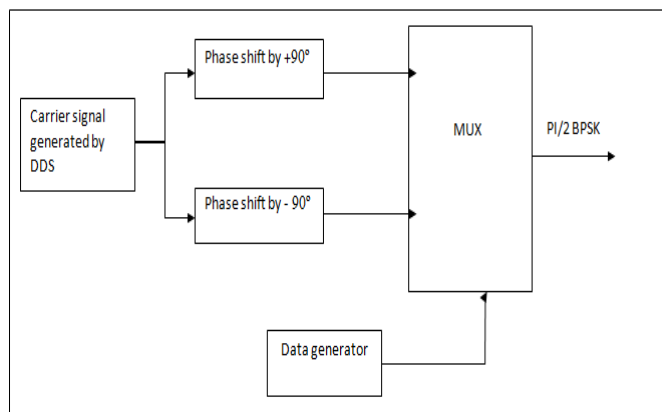 Phase shift by +90°
Carrier signal
generated by
DDS
MUX
PI/2 BPSK
Phase shift by - 90°
Data generator